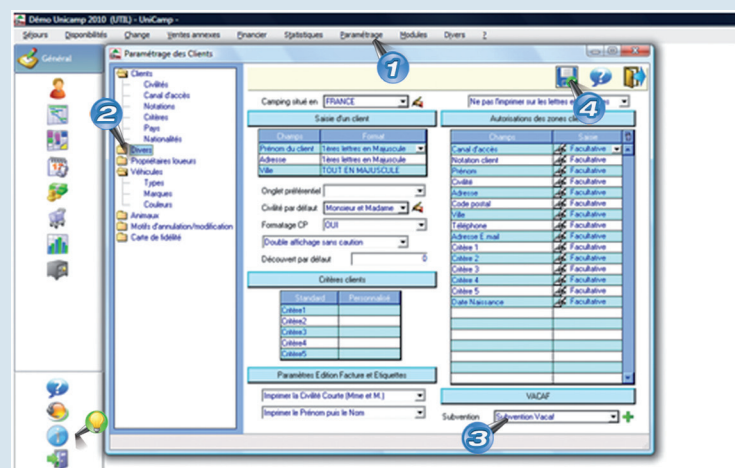 Démo Unicamp 2010 (UTIL) - UniCamp -
Séjours Disponibilités Change Ventes annexes Financier Statistiques Paramétrage Modules Divers ?
Général
Paramétrage des Clients
1
2
3
4
Clients
Civilités
Canal d'accès
Notations
Critères
Pays
Nationalités
Divers
Propriétaires loueurs
Véhicules
Types
Marques
Couleurs
Animaux
Motifs d'annulation/modification
Carte de fidélité
Camping situé en FRANCE
Ne pas l'imprimer sur les lettres
Saisie d'un client
Champs Format
Prénom du client 1ères lettres en Majuscule
Adresse 1ères lettres en Majuscule
Ville TOUT EN MAJUSCULE
Onglet préférentiel
Civilité par défaut Monsieur et Madame
Formatage CP OUI
Double affichage sans caution
Découvert par défaut 0
Critères clients
Standard Personnalisé
Critère1
Critère2
Critère3
Critère4
Critère5
Paramètres Edition Facture et Etiquettes
Imprimer la Civilité Courte (Mme et M.)
Imprimer le Prénom puis le Nom
Autorisations des zones
Champs Saisie
Canal d'accès Facultative
Notation client Facultative
Prénom Facultative
Civilité Facultative
Adresse Facultative
Code postal Facultative
Ville Facultative
Téléphone Facultative
Adresse E.mail Facultative
Critère 1 Facultative
Critère 2 Facultative
Critère 3 Facultative
Critère 4 Facultative
Critère 5 Facultative
Date Naissance Facultative
VACAF
Subvention Subvention Vacaf